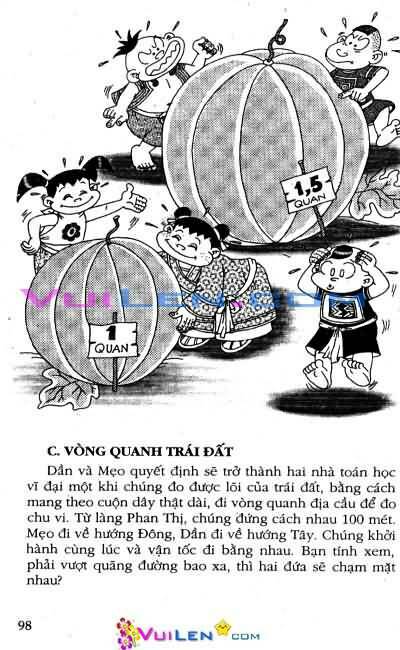 1,5
QUAN
VUILEN.COM
1
QUAN
C. VÒNG QUANH TRÁI ĐẤT
Dần và Mẹo quyết định sẽ trở thành hai nhà toán học
vĩ đại một khi chúng đo được lõi của trái đất, bằng cách
mang theo cuộn dây thật dài, đi vòng quanh địa cầu để đo
chu vi. Từ làng Phan Thị, chúng đứng cách nhau 100 mét.
Mẹo đi về hướng Đông, Dần đi về hướng Tây. Chúng khởi
hành cùng lúc và vận tốc đi bằng nhau. Bạn tính xem,
phải vượt quãng đường bao xa, thì hai đứa sẽ chạm mặt
nhau?
98
VUILEN.COM